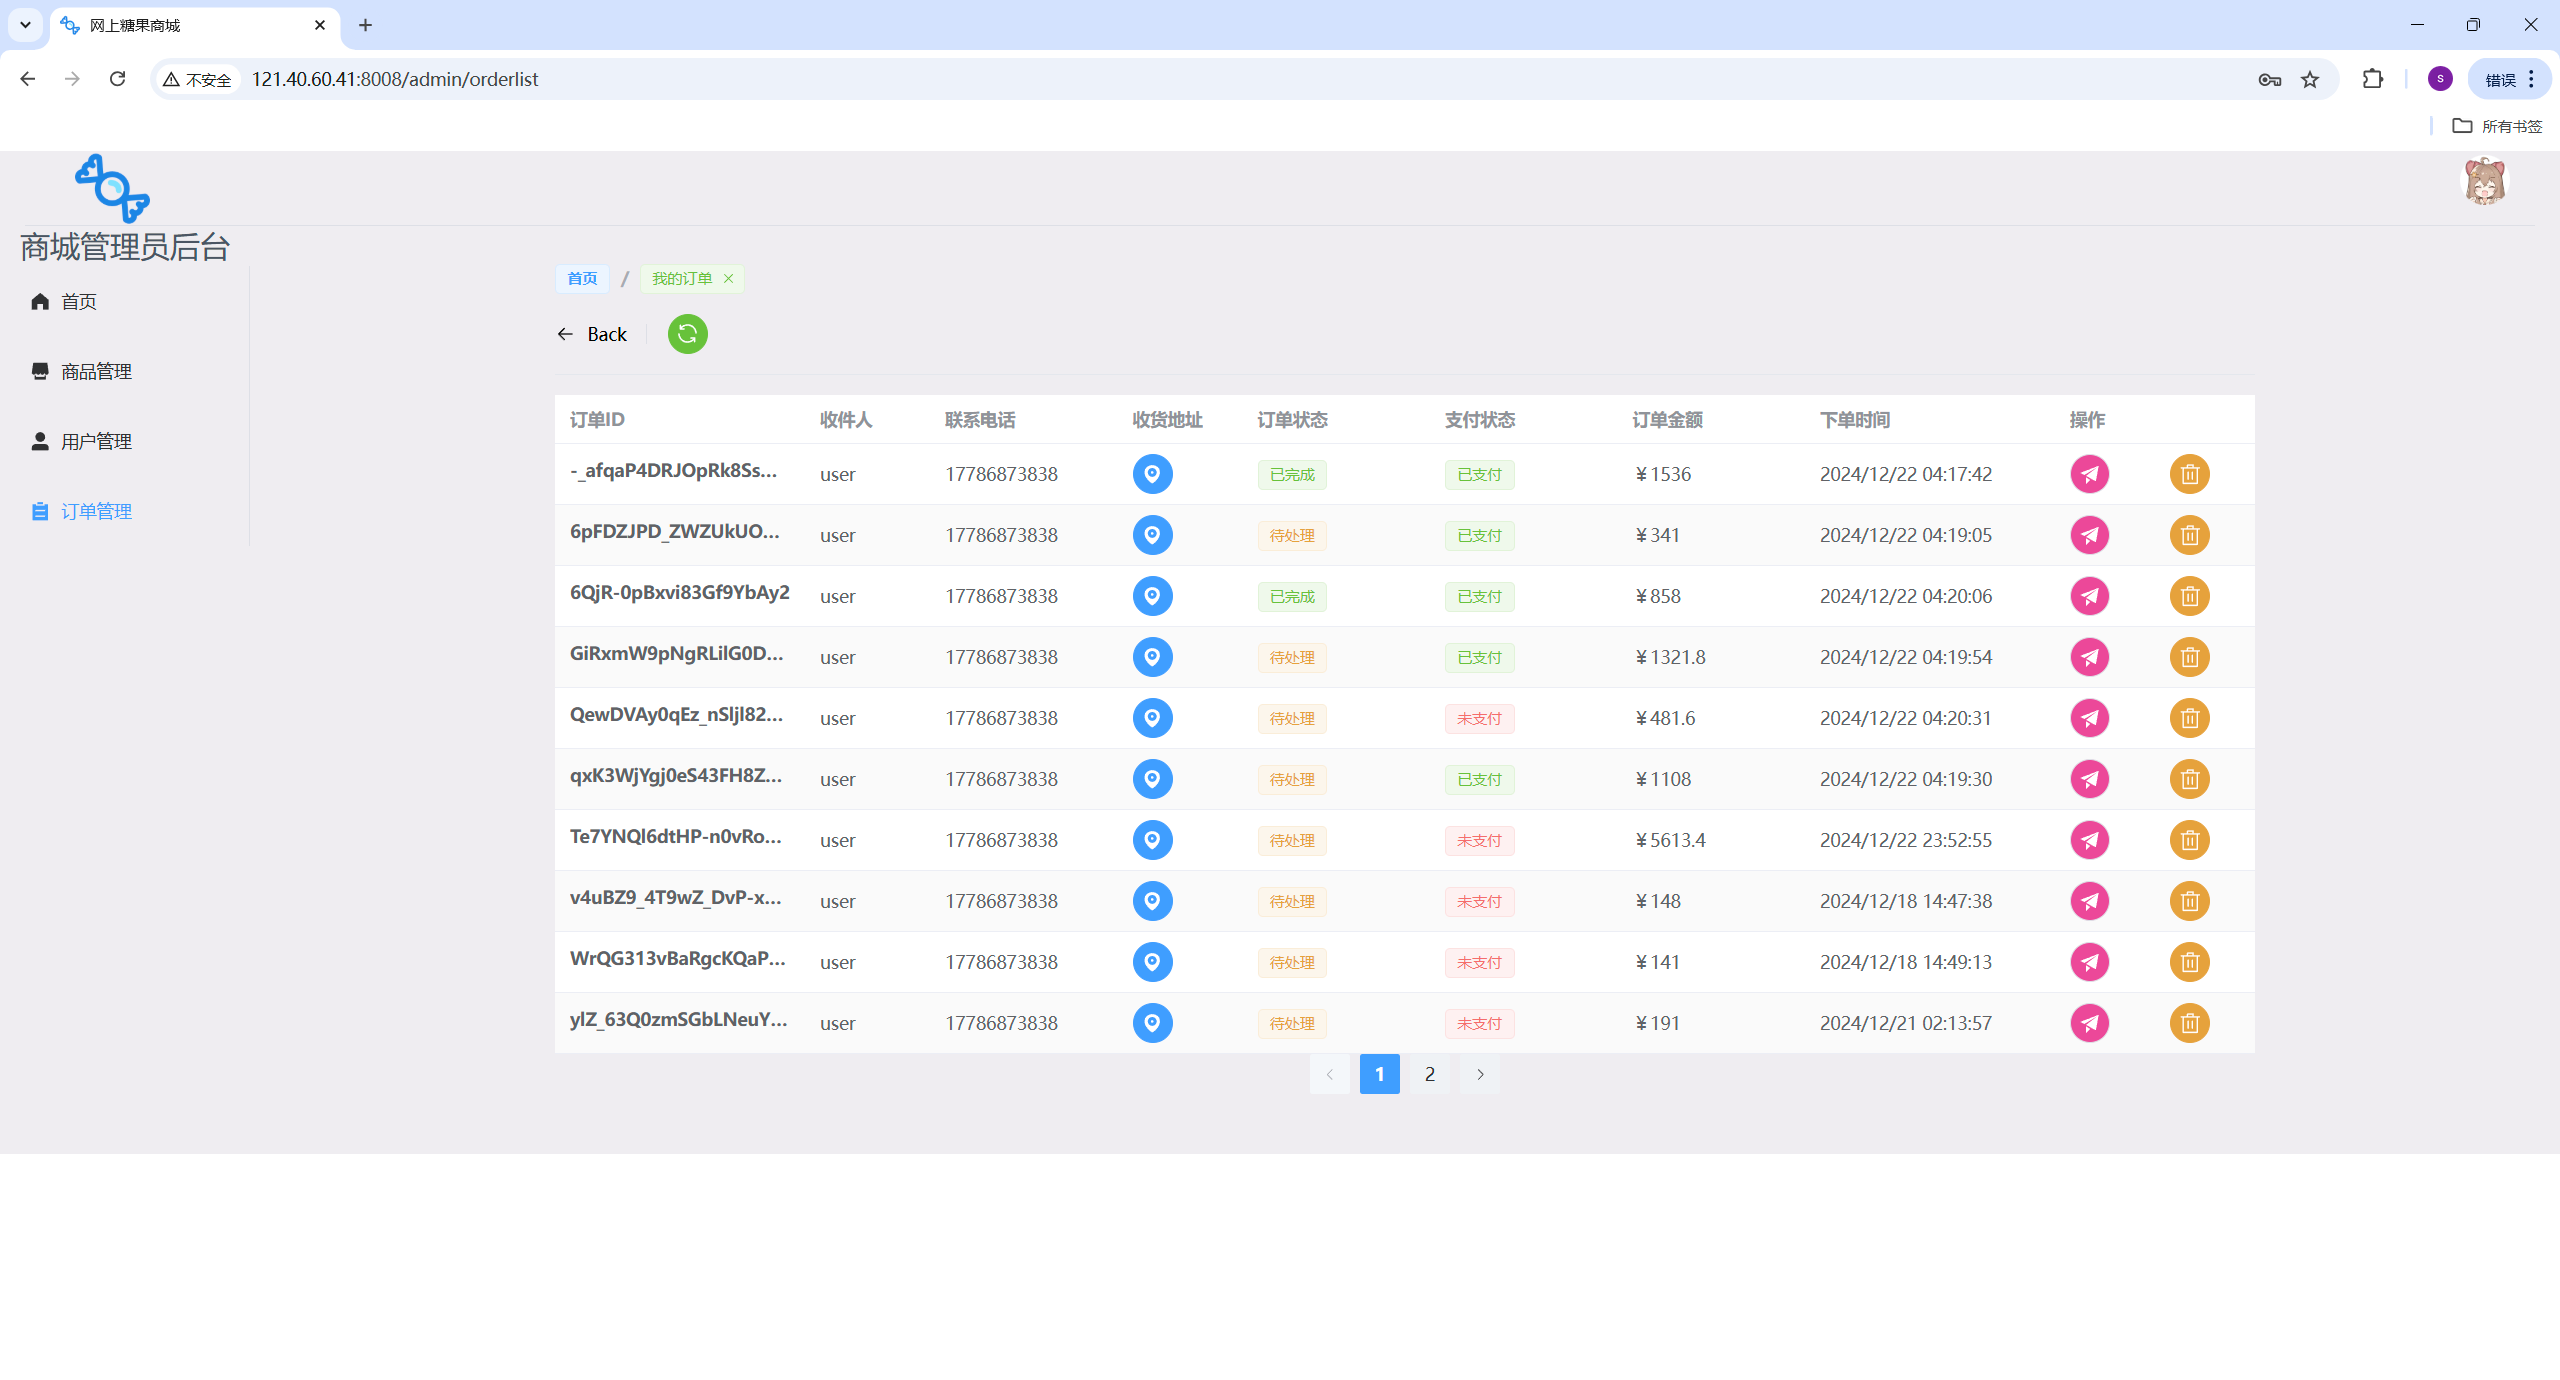 网上糖果商城
不安全 121.40.60.41:8008/admin/orderlist
S
错误
所有书签
商城管理员后台
首页
商品管理
用户管理
订单管理
首页 / 我的订单
Back
订单ID 收件人 联系电话 收货地址 订单状态 支付状态 订单金额 下单时间 操作
-_afqaP4DRJOpRk8Ss... user 17786873838 已完成 已支付 ¥1536 2024/12/22 04:17:42
6pFDZJPD_ZWZUkUO... user 17786873838 待处理 已支付 ¥341 2024/12/22 04:19:05
6QjR-0pBxvi83Gf9YbAy2 user 17786873838 已完成 已支付 ¥858 2024/12/22 04:20:06
GiRxmW9pNgRLilG0D... user 17786873838 待处理 已支付 ¥1321.8 2024/12/22 04:19:54
QewDVAy0qEz_nSljl82... user 17786873838 待处理 未支付 ¥481.6 2024/12/22 04:20:31
qxK3WjYgj0eS43FH8Z... user 17786873838 待处理 已支付 ¥1108 2024/12/22 04:19:30
Te7YNQl6dtHP-n0vRo... user 17786873838 待处理 未支付 ¥5613.4 2024/12/22 23:52:55
v4uBZ9_4T9wZ_DvP-x... user 17786873838 待处理 未支付 ¥148 2024/12/18 14:47:38
WrQG313vBaRgcKQaP... user 17786873838 待处理 未支付 ¥141 2024/12/18 14:49:13
ylZ_63Q0zmSGbLNeuY... user 17786873838 待处理 未支付 ¥191 2024/12/21 02:13:57
1 2